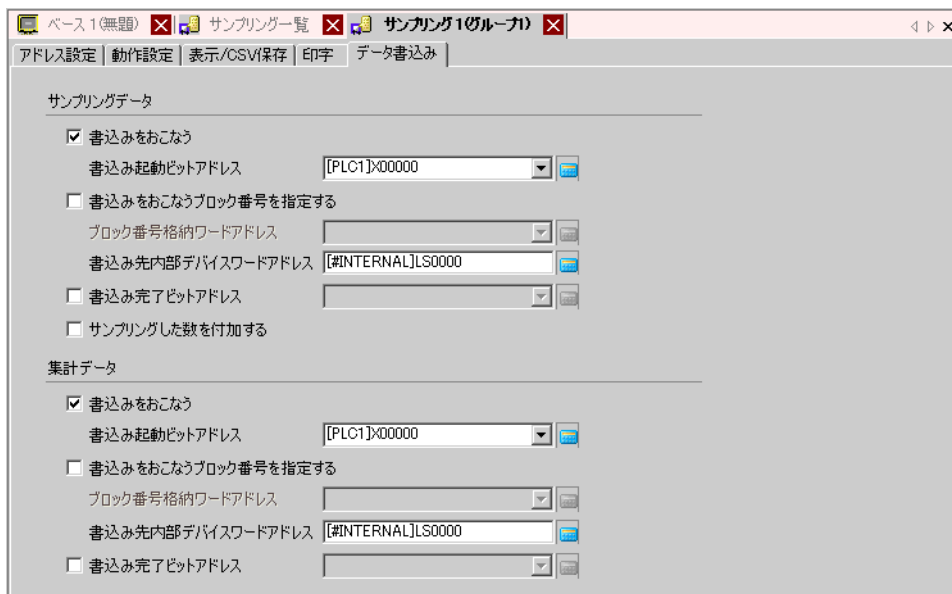 ベース1(無題) サンプリング一覧 サンプリング1(グループ1)
アドレス設定 動作設定 表示/CSV保存 印字 データ書込み
サンプリングデータ
書込みをおこなう
書込み起動ビットアドレス [PLC1]X00000
書込みをおこなうブロック番号を指定する
ブロック番号格納ワードアドレス
書込み先内部デバイスワードアドレス [#INTERNAL]LS0000
書込み完了ビットアドレス
サンプリングした数を付加する
集計データ
書込みをおこなう
書込み起動ビットアドレス [PLC1]X00000
書込みをおこなうブロック番号を指定する
ブロック番号格納ワードアドレス
書込み先内部デバイスワードアドレス [#INTERNAL]LS0000
書込み完了ビットアドレス